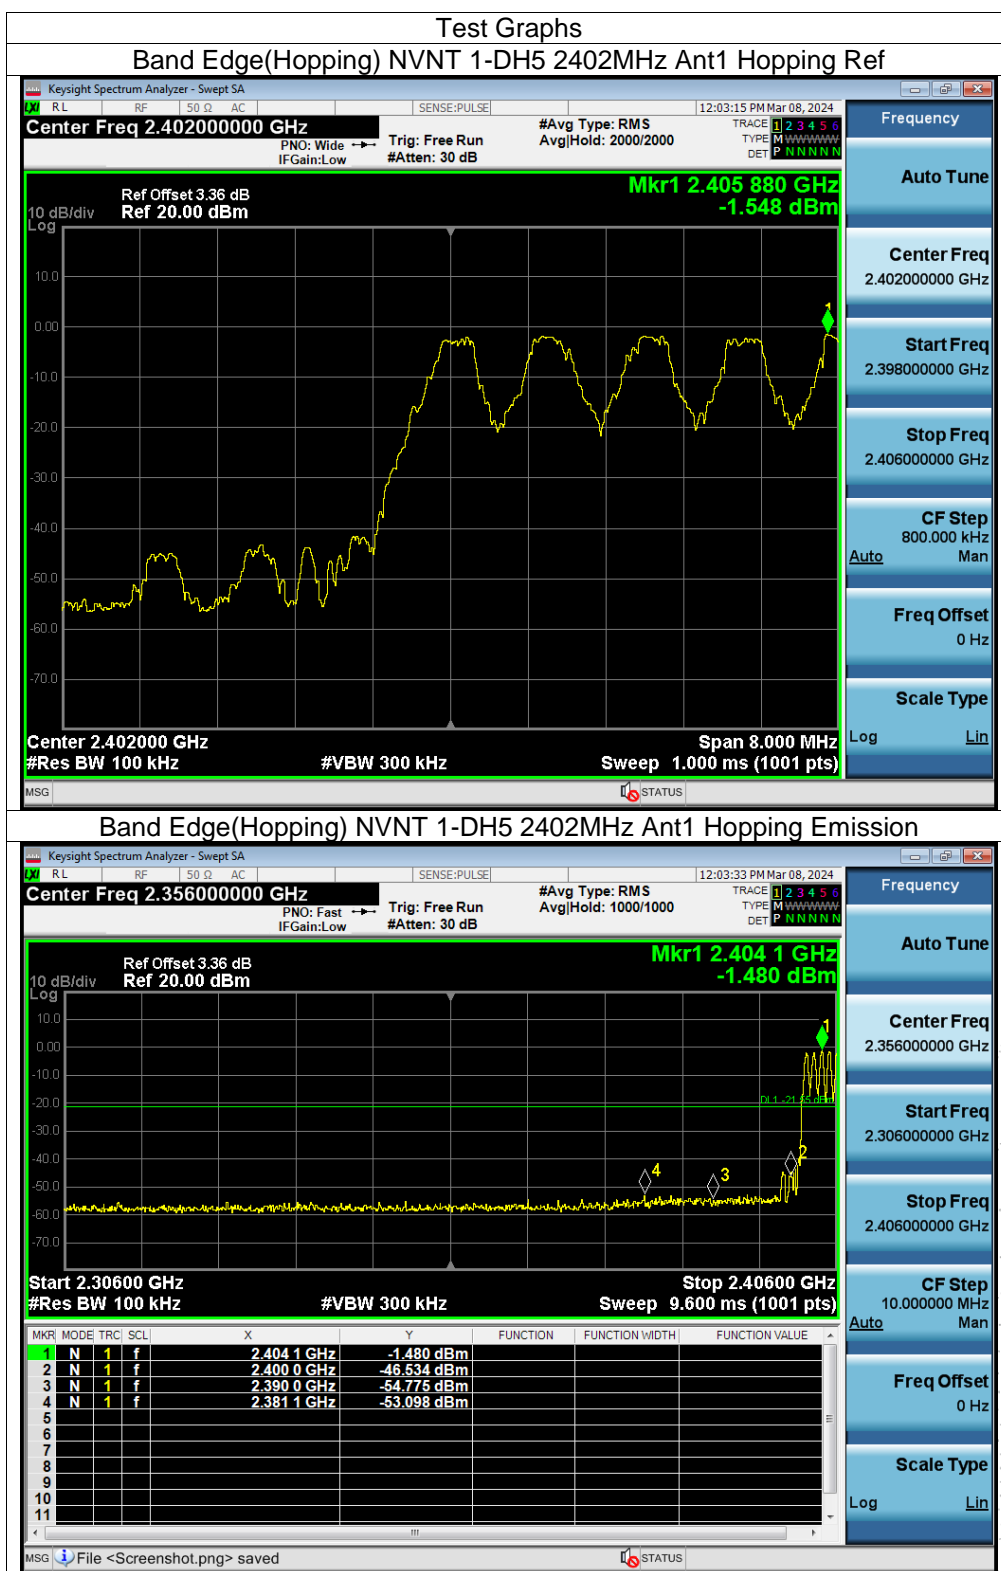 Test Graphs
Band Edge(Hopping) NVNT 1-DH5 2402MHz Ant1 Hopping Ref
Keysight Spectrum Analyzer - Swept SA
LXI RL RF 50 Ω AC SENSE:PULSE 12:03:15 PM Mar 08, 2024
Center Freq 2.402000000 GHz
PNO: Wide
IFGain:Low
Trig: Free Run
#Atten: 30 dB
#Avg Type: RMS
Avg|Hold: 2000/2000
TRACE 1 2 3 4 5 6
TYPE M WWWWW
DET P N N N N N
Mkr1 2.405 880 GHz
-1.548 dBm
Ref Offset 3.36 dB
10 dB/div Ref 20.00 dBm
Log
10.0
0.00
-10.0
-20.0
-30.0
-40.0
-50.0
-60.0
-70.0
1
Center 2.402000 GHz Span 8.000 MHz
#Res BW 100 kHz #VBW 300 kHz Sweep 1.000 ms (1001 pts)
MSG STATUS
Frequency
Auto Tune
Center Freq
2.402000000 GHz
Start Freq
2.398000000 GHz
Stop Freq
2.406000000 GHz
CF Step
800.000 kHz
Auto Man
Freq Offset
0 Hz
Scale Type
Log Lin
Band Edge(Hopping) NVNT 1-DH5 2402MHz Ant1 Hopping Emission
Keysight Spectrum Analyzer - Swept SA
LXI RL RF 50 Ω AC SENSE:PULSE 12:03:33 PM Mar 08, 2024
Center Freq 2.356000000 GHz
PNO: Fast
IFGain:Low
Trig: Free Run
#Atten: 30 dB
#Avg Type: RMS
Avg|Hold: 1000/1000
TRACE 1 2 3 4 5 6
TYPE M WWWWW
DET P N N N N N
Mkr1 2.404 1 GHz
-1.480 dBm
Ref Offset 3.36 dB
10 dB/div Ref 20.00 dBm
Log
10.0
0.00
-10.0
-20.0
-30.0
-40.0
-50.0
-60.0
-70.0
1
DL1 -21.55 dBm
2
4
3
Start 2.30600 GHz Stop 2.40600 GHz
#Res BW 100 kHz #VBW 300 kHz Sweep 9.600 ms (1001 pts)
MKR MODE TRC SCL X Y FUNCTION FUNCTION WIDTH FUNCTION VALUE
1 N 1 f 2.404 1 GHz -1.480 dBm
2 N 1 f 2.400 0 GHz -46.534 dBm
3 N 1 f 2.390 0 GHz -54.775 dBm
4 N 1 f 2.381 1 GHz -53.098 dBm
5
6
7
8
9
10
11
MSG File <Screenshot.png> saved STATUS
Frequency
Auto Tune
Center Freq
2.356000000 GHz
Start Freq
2.306000000 GHz
Stop Freq
2.406000000 GHz
CF Step
10.000000 MHz
Auto Man
Freq Offset
0 Hz
Scale Type
Log Lin